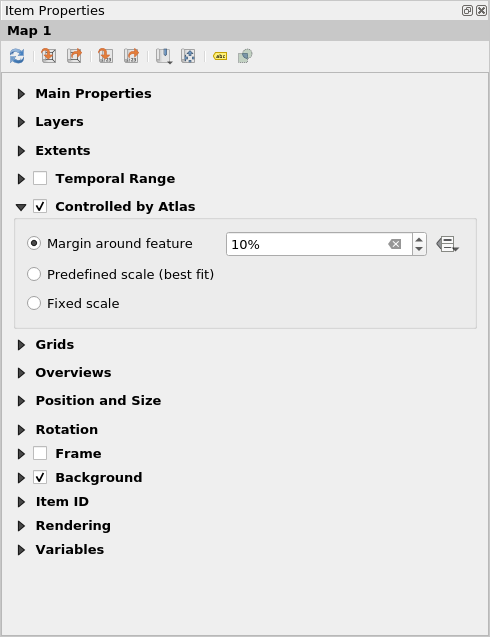 Item Properties
Map 1
abc
Main Properties
Layers
Extents
Temporal Range
Controlled by Atlas
Margin around feature 10%
Predefined scale (best fit)
Fixed scale
Grids
Overviews
Position and Size
Rotation
Frame
Background
Item ID
Rendering
Variables